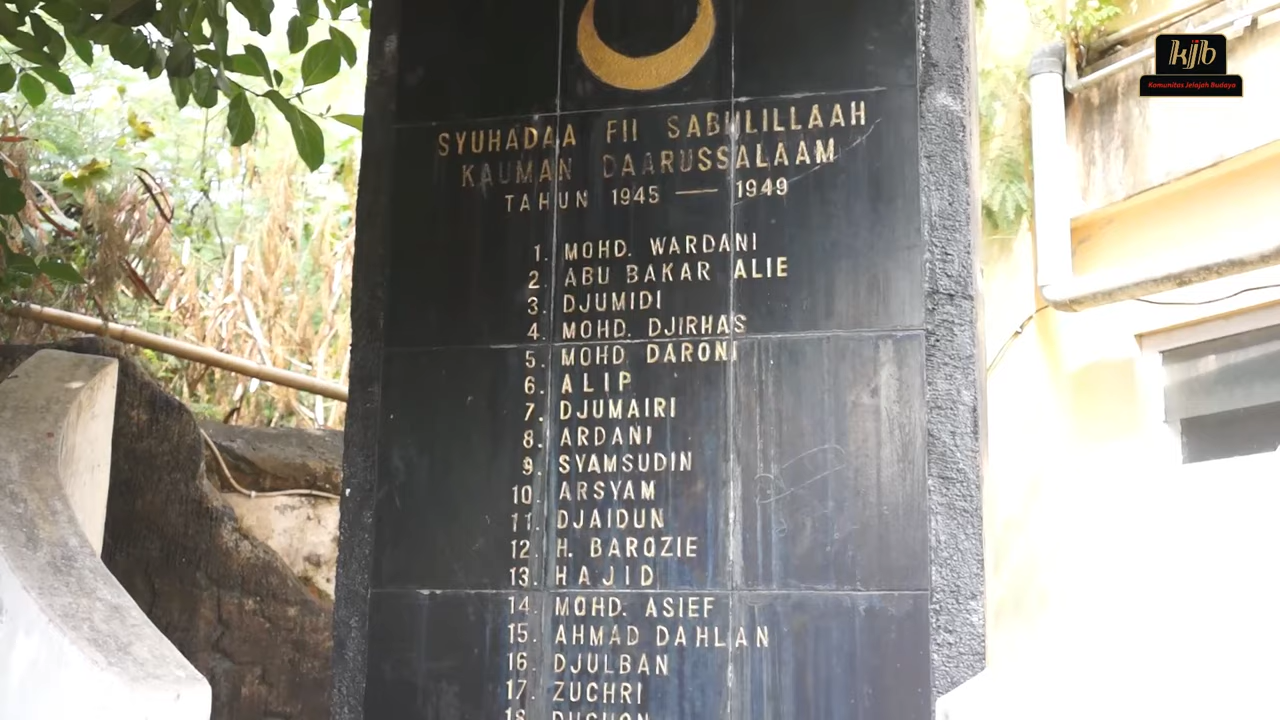 kjb
Komunitas Jelajah Budaya
SYUHADAA FII SABIILILLAAH
KAUMAN DAARUSSALAAM
TAHUN 1945 — 1949
1. MOHD. WARDANI
2. ABU BAKAR ALIE
3. DJUMIDI
4. MOHD. DJIRHAS
5. MOHD. DARONI
6. ALIP
7. DJUMAIRI
8. ARDANI
9. SYAMSUDIN
10. ARSYAM
11. DJAIDUN
12. H. BAROZIE
13. HAJID
14. MOHD. ASIEF
15. AHMAD DAHLAN
16. DJULBAN
17. ZUCHRI
18.